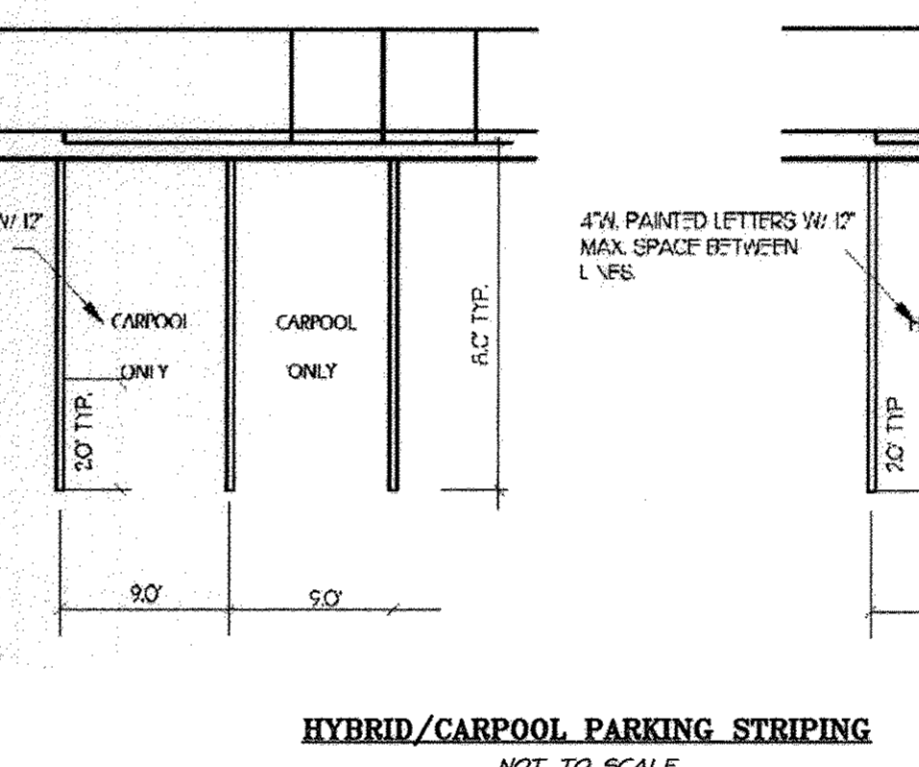 W/ 12"
4"W. PAINTED LETTERS W/ 12"
MAX. SPACE BETWEEN
CARPOOL
CARPOOL
ONLY
ONLY
2.0' TYP.
2.0' TYP
9.0'
9.0'
HYBRID/CARPOOL PARKING STRIPING
NOT TO SCALE